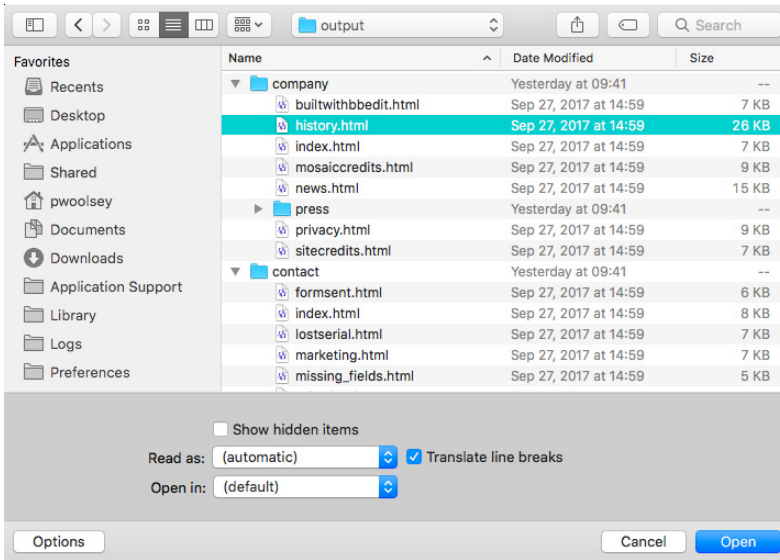 output Search
Favorites
Recents
Desktop
Applications
Shared
pwoolsey
Documents
Downloads
Application Support
Library
Logs
Preferences
Name Date Modified Size
company Yesterday at 09:41 --
builtwithbbedit.html Sep 27, 2017 at 14:59 7 KB
history.html Sep 27, 2017 at 14:59 26 KB
index.html Sep 27, 2017 at 14:59 7 KB
mosaiccredits.html Sep 27, 2017 at 14:59 9 KB
news.html Sep 27, 2017 at 14:59 15 KB
press Yesterday at 09:41 --
privacy.html Sep 27, 2017 at 14:59 9 KB
sitecredits.html Sep 27, 2017 at 14:59 7 KB
contact Yesterday at 09:41 --
formsent.html Sep 27, 2017 at 14:59 6 KB
index.html Sep 27, 2017 at 14:59 8 KB
lostserial.html Sep 27, 2017 at 14:59 7 KB
marketing.html Sep 27, 2017 at 14:59 7 KB
missing_fields.html Sep 27, 2017 at 14:59 5 KB
Show hidden items
Read as: (automatic) Translate line breaks
Open in: (default)
Options Cancel Open